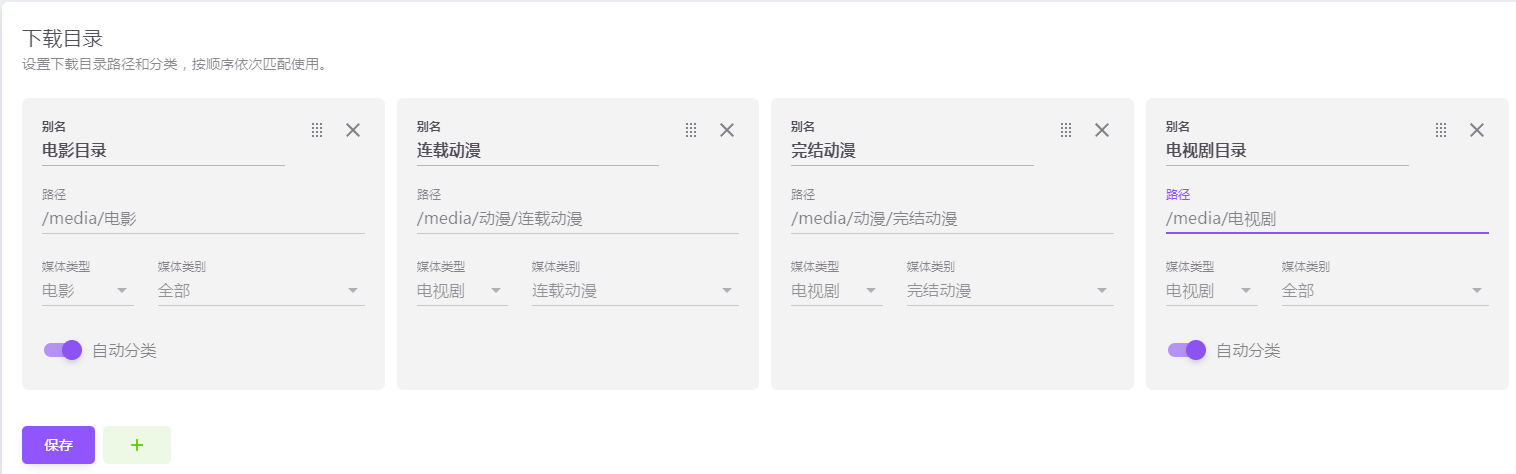 下载目录
设置下载目录路径和分类，按顺序依次匹配使用。
别名
电影目录
路径
/media/电影
媒体类型
媒体类别
电影
全部
自动分类
别名
连载动漫
路径
/media/动漫/连载动漫
媒体类型
媒体类别
电视剧
连载动漫
别名
完结动漫
路径
/media/动漫/完结动漫
媒体类型
媒体类别
电视剧
完结动漫
别名
电视剧目录
路径
/media/电视剧
媒体类型
媒体类别
电视剧
全部
自动分类
保存
+